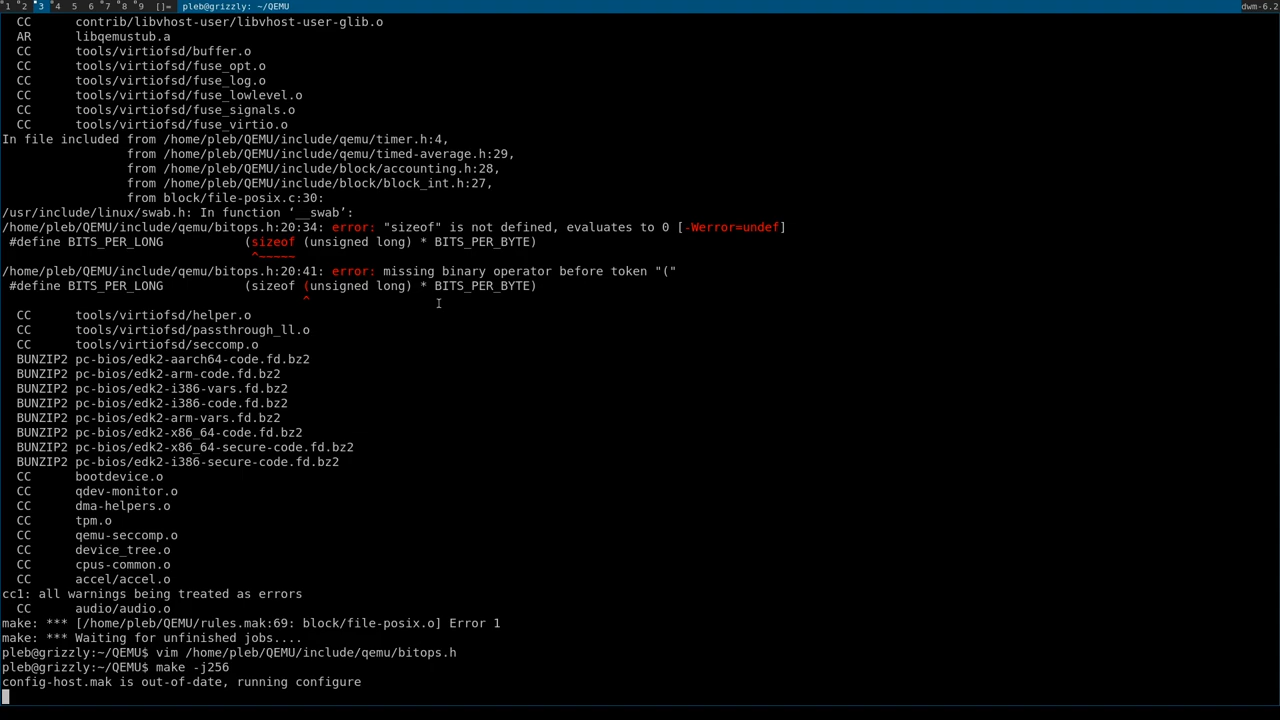 1 2 3 4 5 6 7 8 9 []= pleb@grizzly: ~/QEMU dwm-6.2
CC contrib/libvhost-user/libvhost-user-glib.o
AR libqemustub.a
CC tools/virtiofsd/buffer.o
CC tools/virtiofsd/fuse_opt.o
CC tools/virtiofsd/fuse_log.o
CC tools/virtiofsd/fuse_lowlevel.o
CC tools/virtiofsd/fuse_signals.o
CC tools/virtiofsd/fuse_virtio.o
In file included from /home/pleb/QEMU/include/qemu/timer.h:4,
from /home/pleb/QEMU/include/qemu/timed-average.h:29,
from /home/pleb/QEMU/include/block/accounting.h:28,
from /home/pleb/QEMU/include/block/block_int.h:27,
from block/file-posix.c:30:
/usr/include/linux/swab.h: In function ‘__swab’:
/home/pleb/QEMU/include/qemu/bitops.h:20:34: error: "sizeof" is not defined, evaluates to 0 [-Werror=undef]
#define BITS_PER_LONG (sizeof (unsigned long) * BITS_PER_BYTE)
^~~~~~
/home/pleb/QEMU/include/qemu/bitops.h:20:41: error: missing binary operator before token "("
#define BITS_PER_LONG (sizeof (unsigned long) * BITS_PER_BYTE)
^
CC tools/virtiofsd/helper.o
CC tools/virtiofsd/passthrough_ll.o
CC tools/virtiofsd/seccomp.o
BUNZIP2 pc-bios/edk2-aarch64-code.fd.bz2
BUNZIP2 pc-bios/edk2-arm-code.fd.bz2
BUNZIP2 pc-bios/edk2-i386-vars.fd.bz2
BUNZIP2 pc-bios/edk2-i386-code.fd.bz2
BUNZIP2 pc-bios/edk2-arm-vars.fd.bz2
BUNZIP2 pc-bios/edk2-x86_64-code.fd.bz2
BUNZIP2 pc-bios/edk2-x86_64-secure-code.fd.bz2
BUNZIP2 pc-bios/edk2-i386-secure-code.fd.bz2
CC bootdevice.o
CC qdev-monitor.o
CC dma-helpers.o
CC tpm.o
CC qemu-seccomp.o
CC device_tree.o
CC cpus-common.o
CC accel/accel.o
cc1: all warnings being treated as errors
CC audio/audio.o
make: *** [/home/pleb/QEMU/rules.mak:69: block/file-posix.o] Error 1
make: *** Waiting for unfinished jobs....
pleb@grizzly:~/QEMU$ vim /home/pleb/QEMU/include/qemu/bitops.h
pleb@grizzly:~/QEMU$ make -j256
config-host.mak is out-of-date, running configure